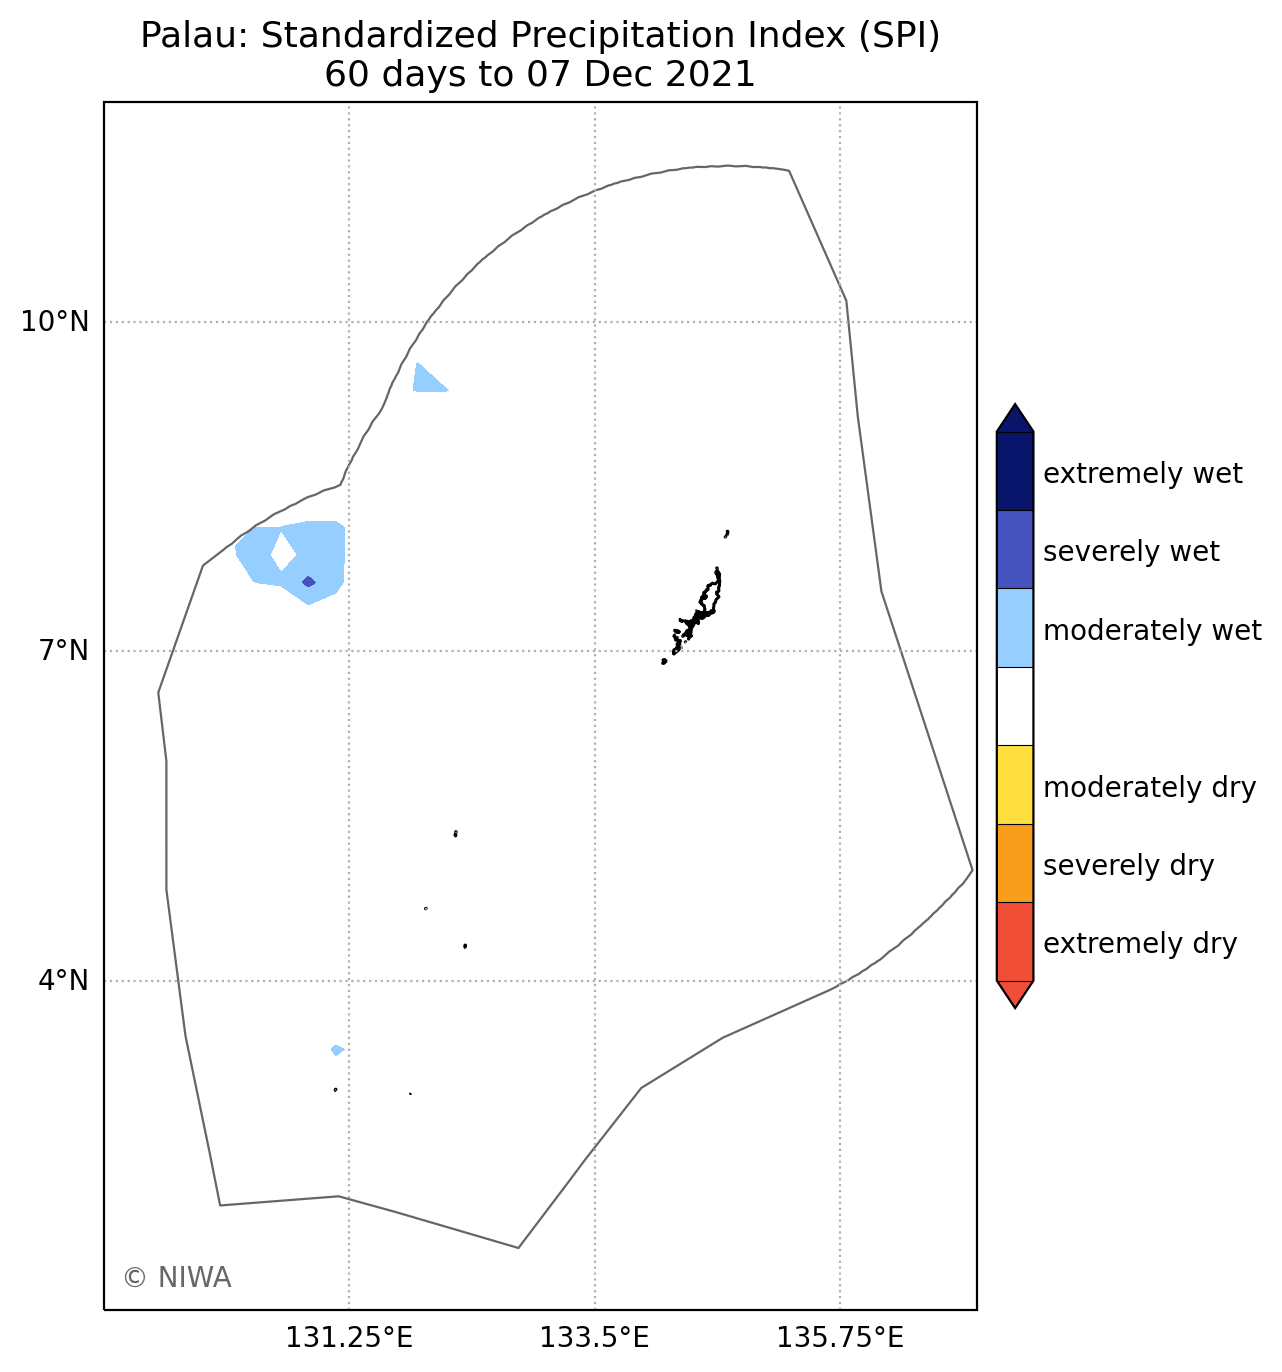 Palau: Standardized Precipitation Index (SPI)
60 days to 07 Dec 2021
10°N
7°N
4°N
131.25°E
133.5°E
135.75°E
extremely wet
severely wet
moderately wet
moderately dry
severely dry
extremely dry
© NIWA